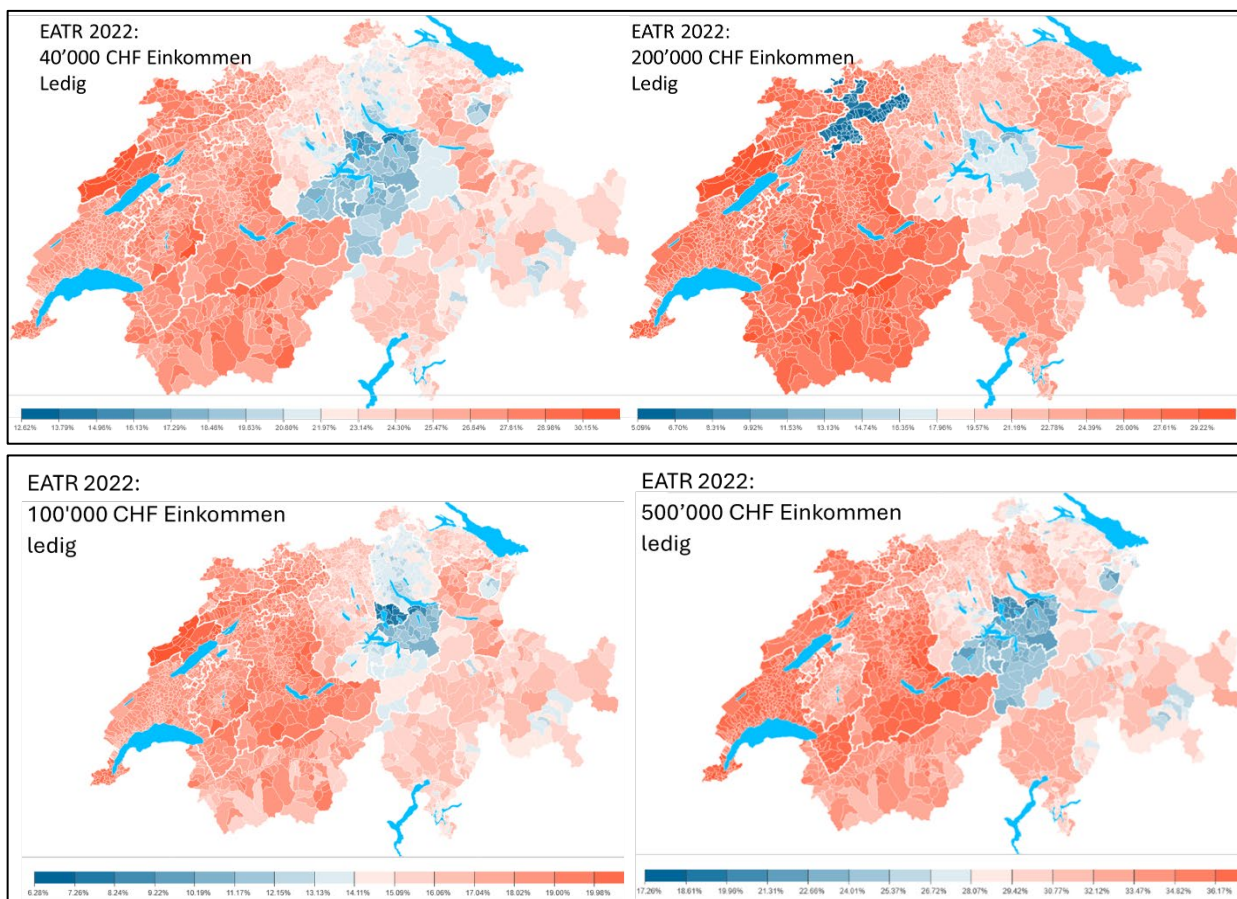 EATR 2022:
40’000 CHF Einkommen
Ledig
EATR 2022:
200’000 CHF Einkommen
Ledig
12.62% 13.79% 14.96% 16.13% 17.29% 18.46% 19.63% 20.80% 21.97% 23.14% 24.30% 25.47% 26.64% 27.81% 28.98% 30.15%
5.09% 6.70% 8.31% 9.92% 11.53% 13.13% 14.74% 16.35% 17.96% 19.57% 21.18% 22.78% 24.39% 26.00% 27.61% 29.22%
EATR 2022:
100'000 CHF Einkommen
ledig
EATR 2022:
500’000 CHF Einkommen
ledig
6.28% 7.26% 8.24% 9.22% 10.19% 11.17% 12.15% 13.13% 14.11% 15.09% 16.06% 17.04% 18.02% 19.00% 19.98%
17.26% 18.61% 19.96% 21.31% 22.66% 24.01% 25.37% 26.72% 28.07% 29.42% 30.77% 32.12% 33.47% 34.82% 36.17%